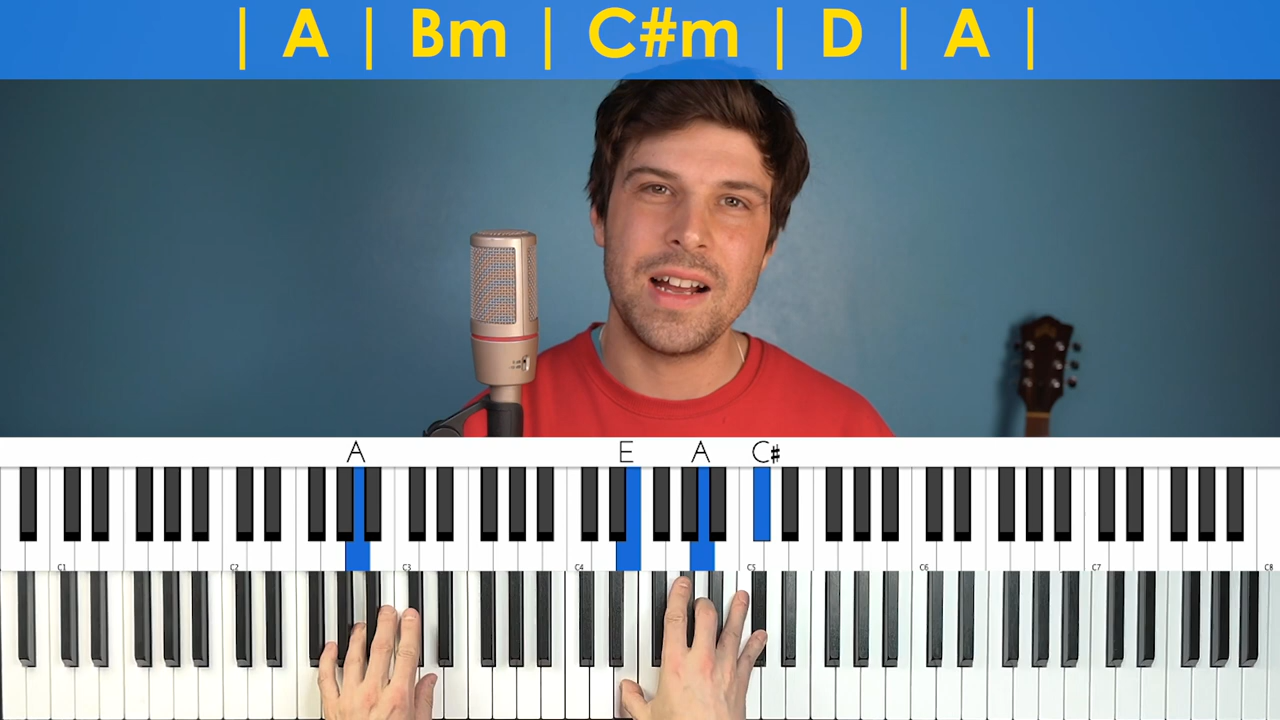 | A | Bm | C#m | D | A |
A E A C♯
C1 C2 C3 C4 C5 C6 C7 C8